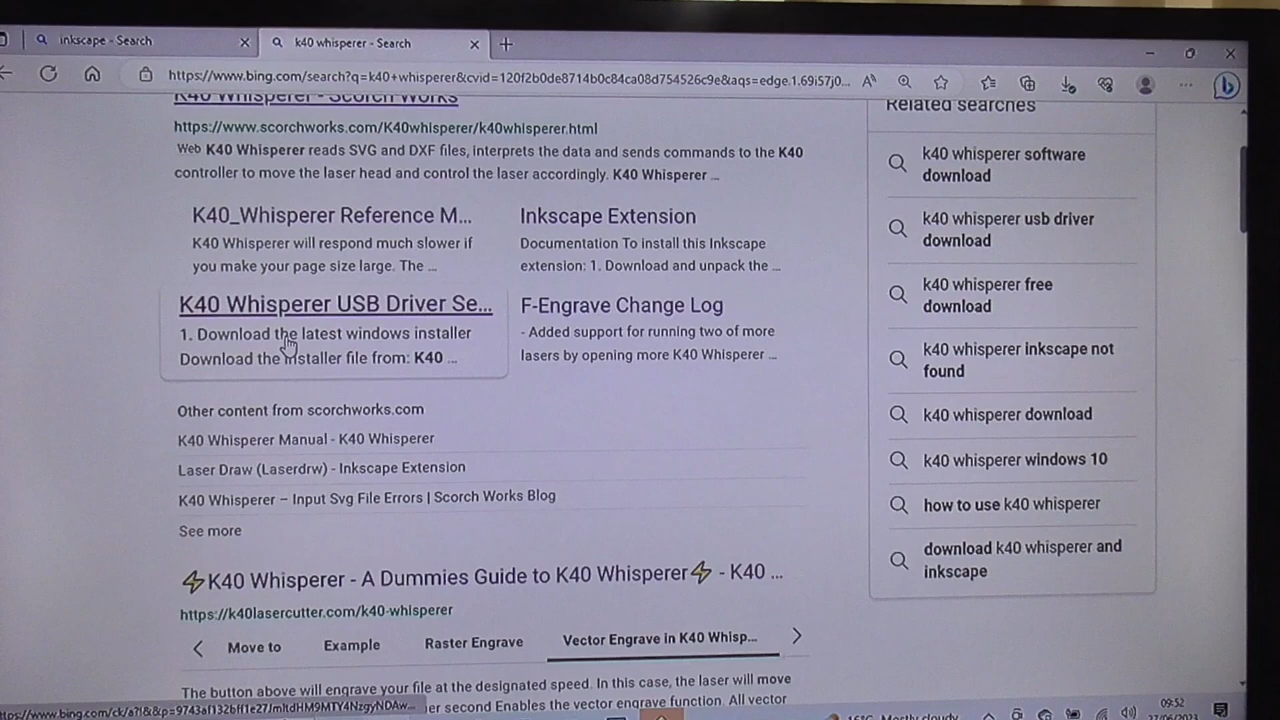 inkscape - Search
k40 whisperer - Search
https://www.bing.com/search?q=k40+whisperer&cvid=120f2b0de8714b0c84ca08d754526c9e&aqs=edge.1.69i57j0...
K40 Whisperer - Scorch Works
https://www.scorchworks.com/K40whisperer/k40whisperer.html
Web K40 Whisperer reads SVG and DXF files, interprets the data and sends commands to the K40
controller to move the laser head and control the laser accordingly. K40 Whisperer ...
K40_Whisperer Reference M...
K40 Whisperer will respond much slower if
you make your page size large. The ...
Inkscape Extension
Documentation To install this Inkscape
extension: 1. Download and unpack the ...
K40 Whisperer USB Driver Se...
1. Download the latest windows installer
Download the installer file from: K40 ...
F-Engrave Change Log
- Added support for running two of more
lasers by opening more K40 Whisperer ...
Other content from scorchworks.com
K40 Whisperer Manual - K40 Whisperer
Laser Draw (Laserdrw) - Inkscape Extension
K40 Whisperer – Input Svg File Errors | Scorch Works Blog
See more
⚡K40 Whisperer - A Dummies Guide to K40 Whisperer⚡ - K40 ...
https://k40lasercutter.com/k40-whisperer
Move to
Example
Raster Engrave
Vector Engrave in K40 Whisp...
The button above will engrave your file at the designated speed. In this case, the laser will move
er second Enables the vector engrave function. All vector
Related searches
k40 whisperer software
download
k40 whisperer usb driver
download
k40 whisperer free
download
k40 whisperer inkscape not
found
k40 whisperer download
k40 whisperer windows 10
how to use k40 whisperer
download k40 whisperer and
inkscape
16°C Mostly cloudy
09:52
27/06/2023